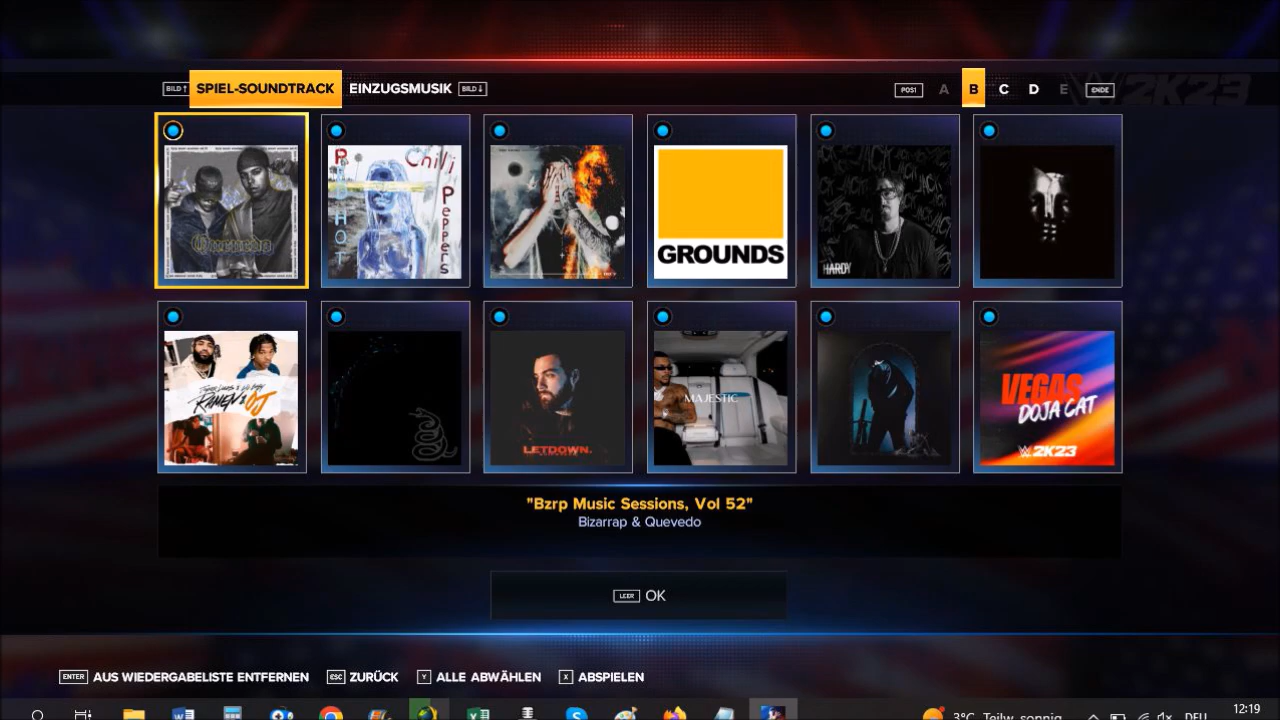 BILD↑ SPIEL-SOUNDTRACK EINZUGSMUSIK BILD↓ POS1 A B C D E ENDE
2K23
Quevedo
RED HOT Chili Peppers
GROUNDS
HARDY
RAMEN & OJ
LETDOWN.
MAJESTIC
VEGAS
DOJA CAT
2K23
"Bzrp Music Sessions, Vol 52"
Bizarrap & Quevedo
LEER OK
ENTER AUS WIEDERGABELISTE ENTFERNEN ESC ZURÜCK Y ALLE ABWÄHLEN X ABSPIELEN
3°C Teilw. sonnig DEU 12:19